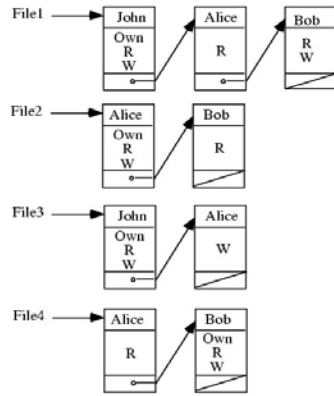 File1 John Alice Bob
Own R R
R W
W
File2 Alice Bob
Own R
R
W
File3 John Alice
Own W
R
W
File4 Alice Bob
R Own
R
W